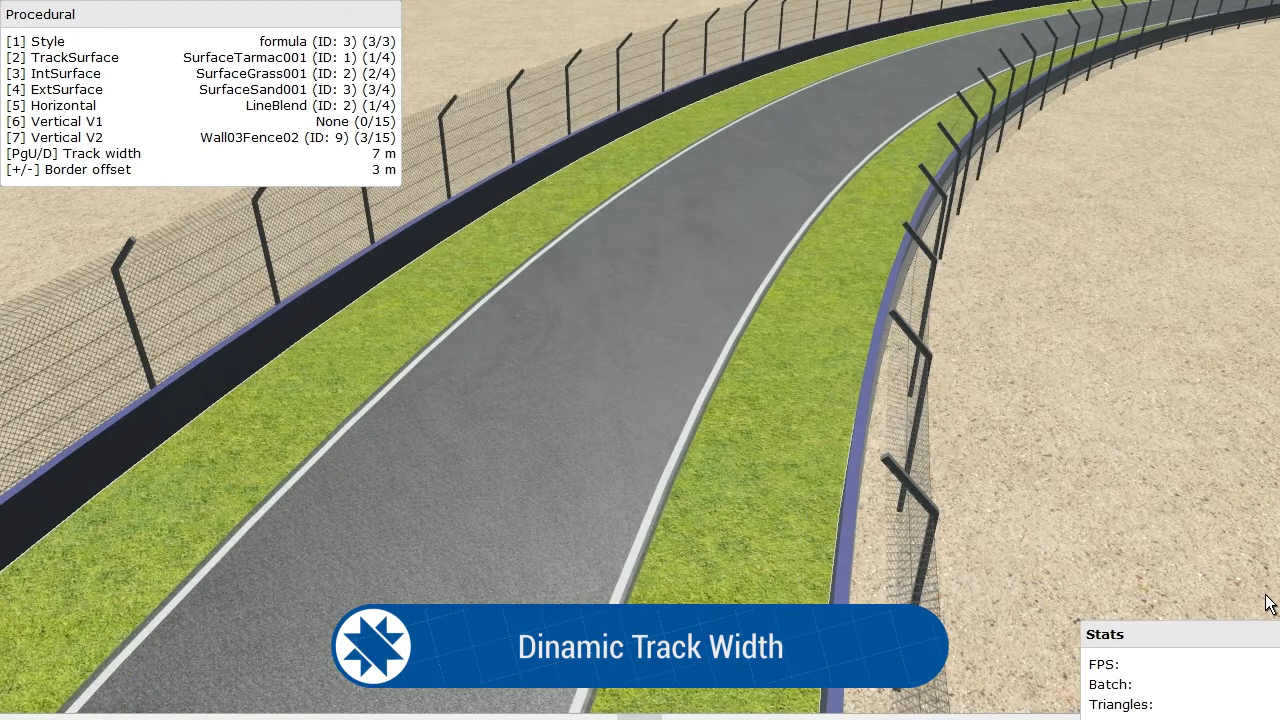 Procedural
[1] Style formula (ID: 3) (3/3)
[2] TrackSurface SurfaceTarmac001 (ID: 1) (1/4)
[3] IntSurface SurfaceGrass001 (ID: 2) (2/4)
[4] ExtSurface SurfaceSand001 (ID: 3) (3/4)
[5] Horizontal LineBlend (ID: 2) (1/4)
[6] Vertical V1 None (0/15)
[7] Vertical V2 Wall03Fence02 (ID: 9) (3/15)
[PgU/D] Track width 7 m
[+/-] Border offset 3 m
Dinamic Track Width
Stats
FPS:
Batch:
Triangles: